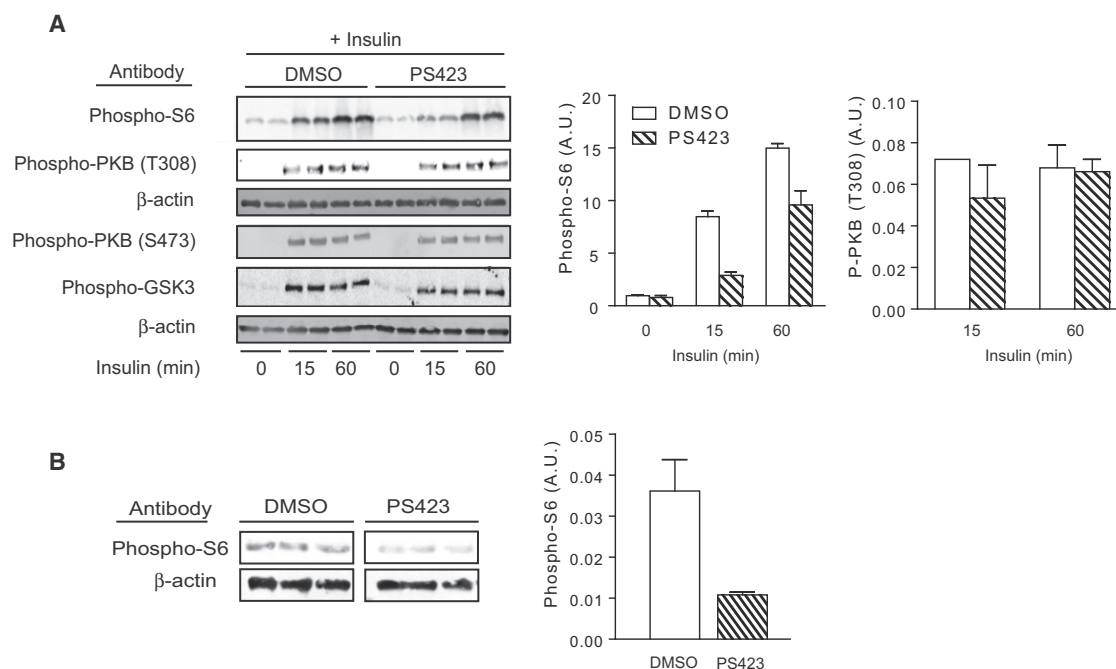 A
+ Insulin
Antibody DMSO PS423
Phospho-S6
Phospho-PKB (T308)
β-actin
Phospho-PKB (S473)
Phospho-GSK3
β-actin
Insulin (min) 0 15 60 0 15 60
Phospho-S6 (A.U.)
20
15
10
5
0
DMSO
PS423
0 15 60
Insulin (min)
P-PKB (T308) (A.U.)
0.10
0.08
0.06
0.04
0.02
0.00
15 60
Insulin (min)
B
Antibody DMSO PS423
Phospho-S6
β-actin
Phospho-S6 (A.U.)
0.05
0.04
0.03
0.02
0.01
0.00
DMSO PS423